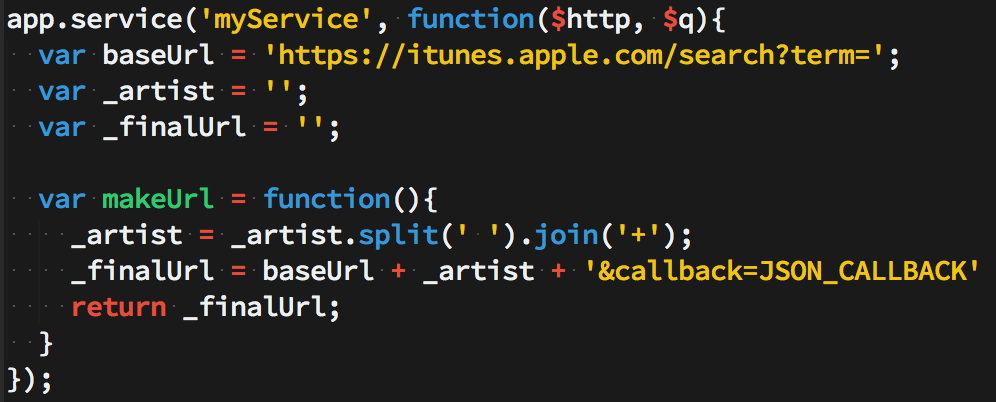 app.service('myService', function($http, $q){
  var baseUrl = 'https://itunes.apple.com/search?term=';
  var _artist = '';
  var _finalUrl = '';

  var makeUrl = function(){
    _artist = _artist.split(' ').join('+');
    _finalUrl = baseUrl + _artist + '&callback=JSON_CALLBACK'
    return _finalUrl;
  }
});